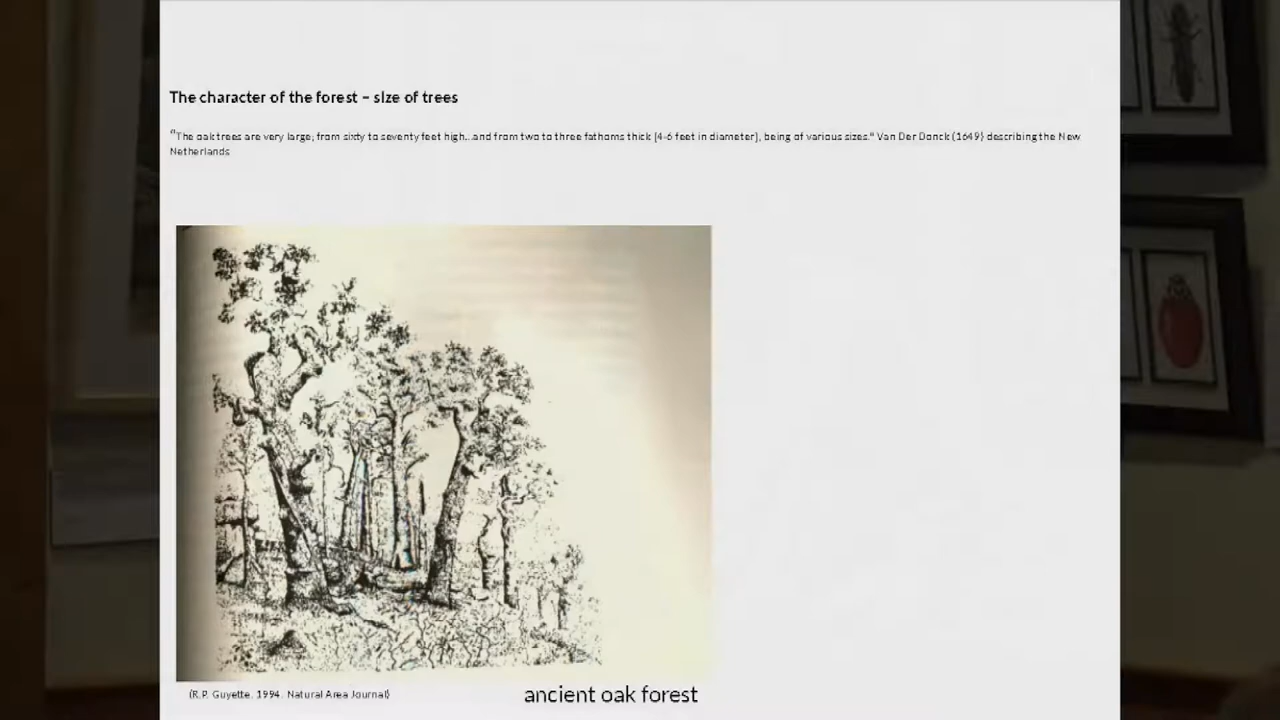 The character of the forest – size of trees
"The oak trees are very large; from sixty to seventy feet high...and from two to three fathoms thick [4-6 feet in diameter], being of various sizes." Van Der Donck (1649) describing the New
Netherlands
(R.P. Guyette. 1994. Natural Area Journal)
ancient oak forest